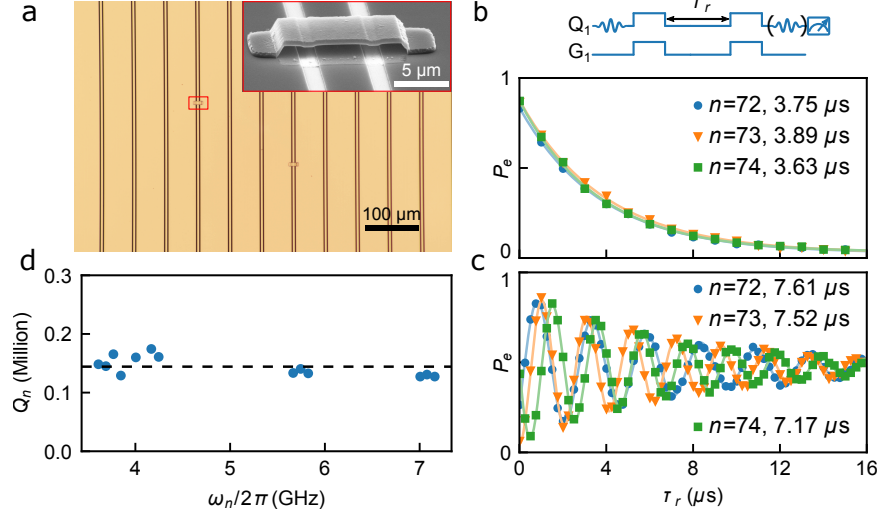 a
5 µm
100 µm
b
τr
Q1
G1
( )
1
Pe
0
n=72, 3.75 µs
n=73, 3.89 µs
n=74, 3.63 µs
c
1
Pe
0
n=72, 7.61 µs
n=73, 7.52 µs
n=74, 7.17 µs
0 4 8 12 16
τr (µs)
d
0.3
0.2
0.1
0.0
Qn (Million)
4 5 6 7
ωn/2π (GHz)